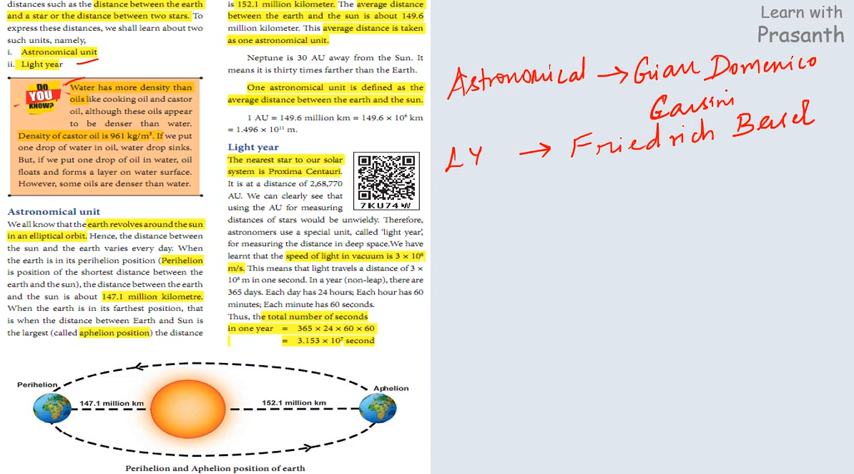 distances such as the distance between the earth
and a star or the distance between two stars. To
express these distances, we shall learn about two
such units, namely,
i. Astronomical unit
ii. Light year
DO
YOU
KNOW?
Water has more density than
oils like cooking oil and castor
oil, although these oils appear
to be denser than water.
Density of castor oil is 961 kg/m³. If we put
one drop of water in oil, water drop sinks.
But, if we put one drop of oil in water, oil
floats and forms a layer on water surface.
However, some oils are denser than water.
Astronomical unit
We all know that the earth revolves around the sun
in an elliptical orbit. Hence, the distance between
the sun and the earth varies every day. When
the earth is in its perihelion position (Perihelion
is position of the shortest distance between the
earth and the sun), the distance between the earth
and the sun is about 147.1 million kilometre.
When the earth is in its farthest position, that
is when the distance between Earth and Sun is
the largest (called aphelion position) the distance
is 152.1 million kilometer. The average distance
between the earth and the sun is about 149.6
million kilometer. This average distance is taken
as one astronomical unit.
Neptune is 30 AU away from the Sun. It
means it is thirty times farther than the Earth.
One astronomical unit is defined as the
average distance between the earth and the sun.
1 AU = 149.6 million km = 149.6 × 10⁶ km
= 1.496 × 10¹¹ m.
Light year
The nearest star to our solar
system is Proxima Centauri.
It is at a distance of 2,68,770
AU. We can clearly see that
using the AU for measuring
distances of stars would be unwieldy. Therefore,
astronomers use a special unit, called 'light year',
for measuring the distance in deep space.We have
learnt that the speed of light in vacuum is 3 × 10⁸
m/s. This means that light travels a distance of 3 ×
10⁸ m in one second. In a year (non-leap), there are
365 days. Each day has 24 hours; Each hour has 60
minutes; Each minute has 60 seconds.
Thus, the total number of seconds
in one year = 365 × 24 × 60 × 60
= 3.153 × 10⁷ second
7KU74W
Perihelion
147.1 million km
152.1 million km
Aphelion
Perihelion and Aphelion position of earth
Learn with
Prasanth
Astronomical → Gian Domenico
Cassini
LY → Friedrich Besel